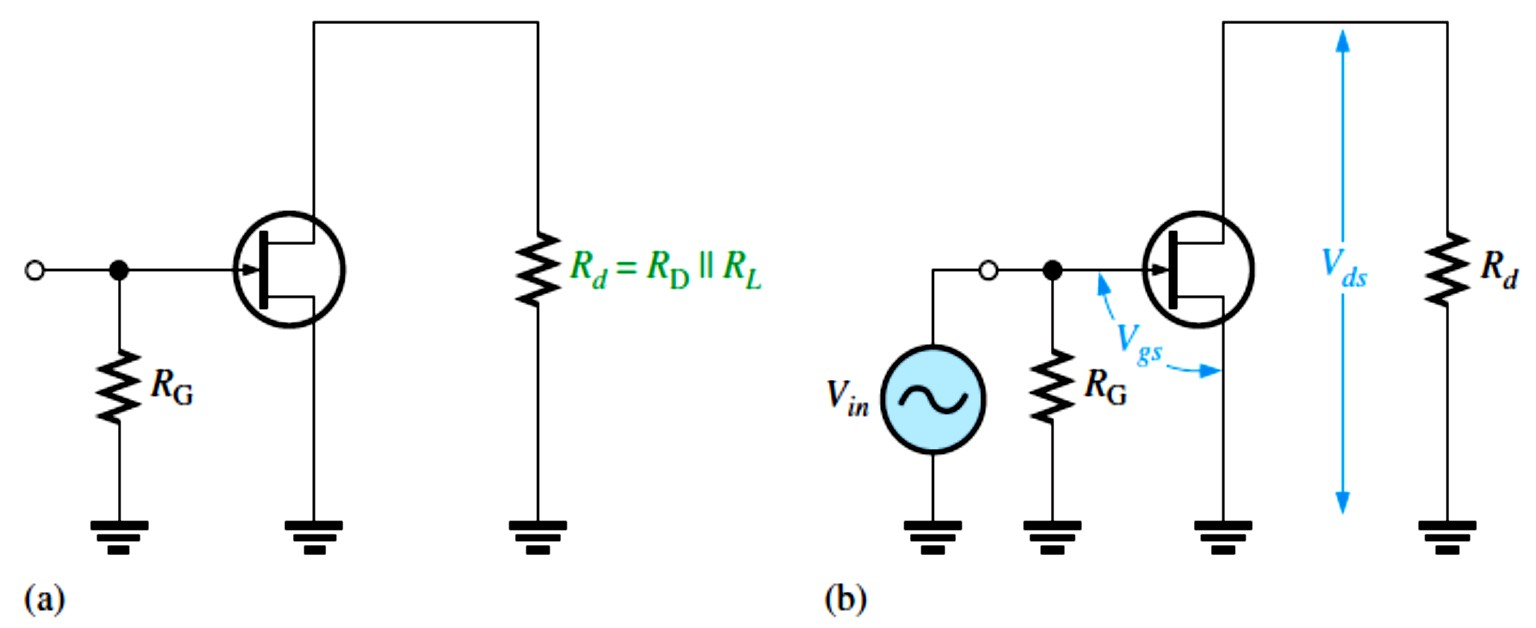 R_d = R_D || R_L
R_G
(a)
V_ds
R_d
V_gs
V_in
R_G
(b)